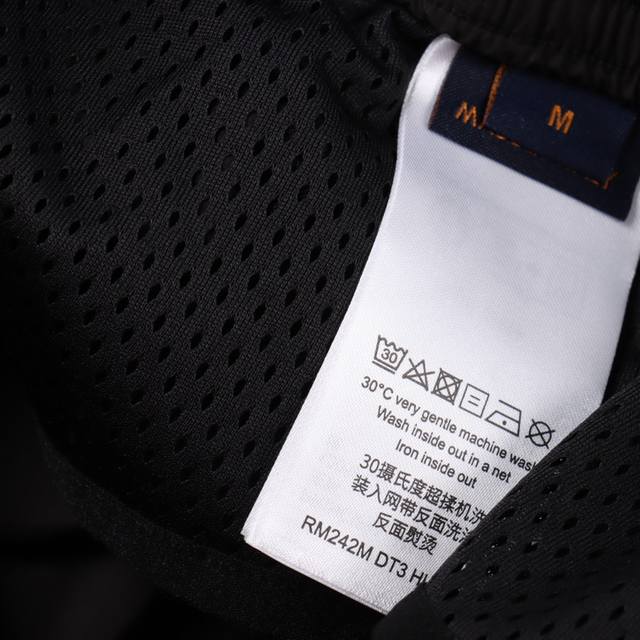 M
30
30°C very gentle machine wash
Wash inside out in a net
Iron inside out
30摄氏度超揉机洗
装入网带反面洗
反面熨烫
RM242M DT3